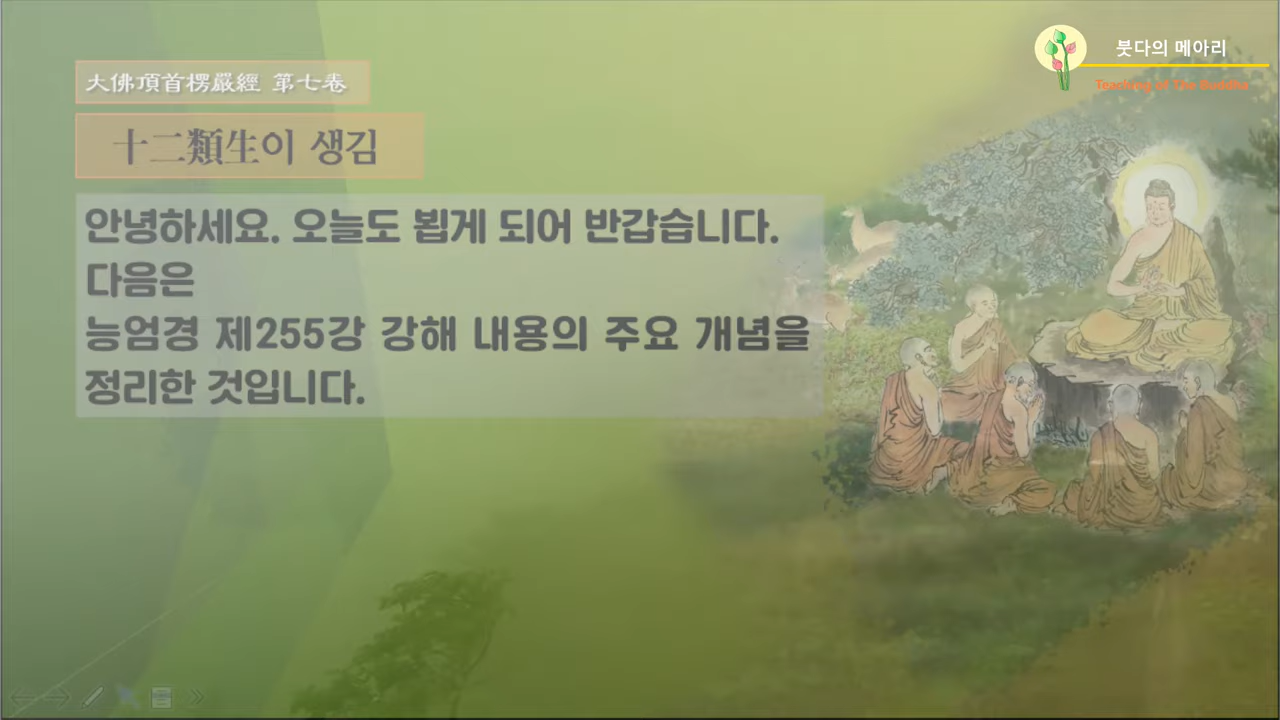 붓다의 메아리
Teaching of The Buddha
大佛頂首楞嚴經 第七卷
十二類生이 생김
안녕하세요. 오늘도 뵙게 되어 반갑습니다.
다음은
능엄경 제255강 강해 내용의 주요 개념을
정리한 것입니다.